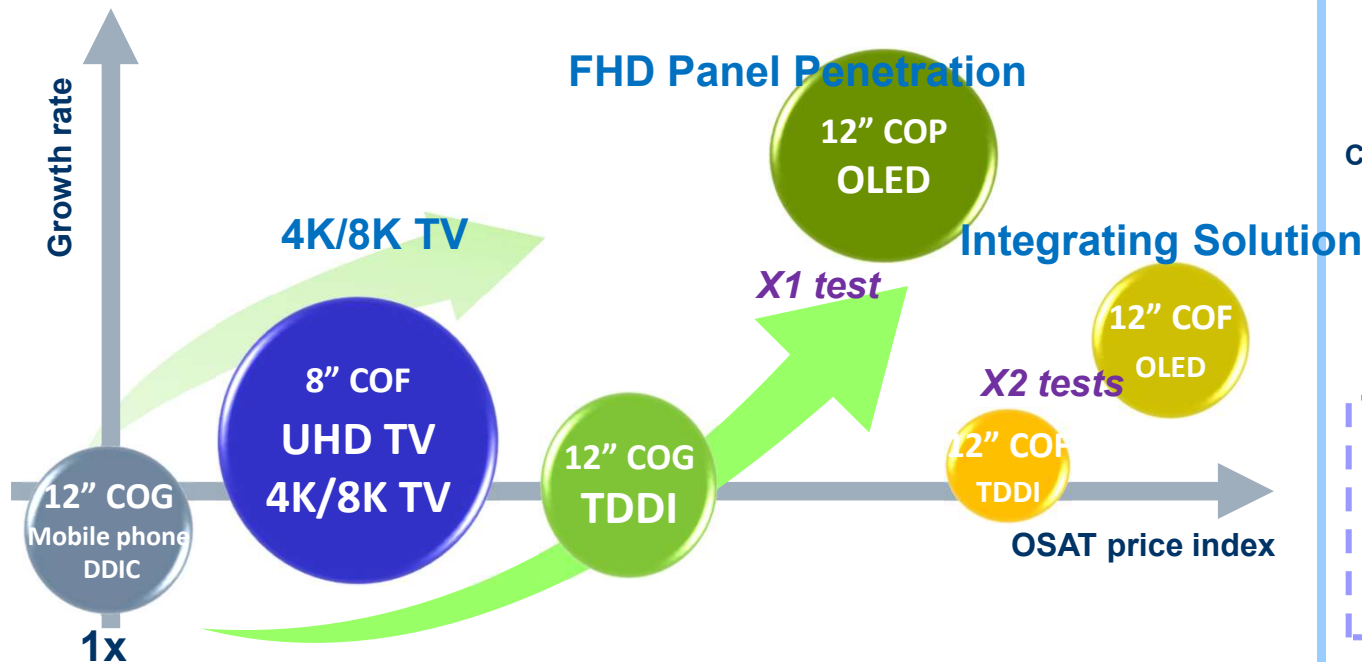 FHD Panel Penetration
Growth rate
12” COP
OLED
4K/8K TV
Integrating Solution
X1 test
12” COF
OLED
8” COF
UHD TV
4K/8K TV
X2 tests
12” COG
TDDI
12” COF
TDDI
12” COG
Mobile phone
DDIC
OSAT price index
1x